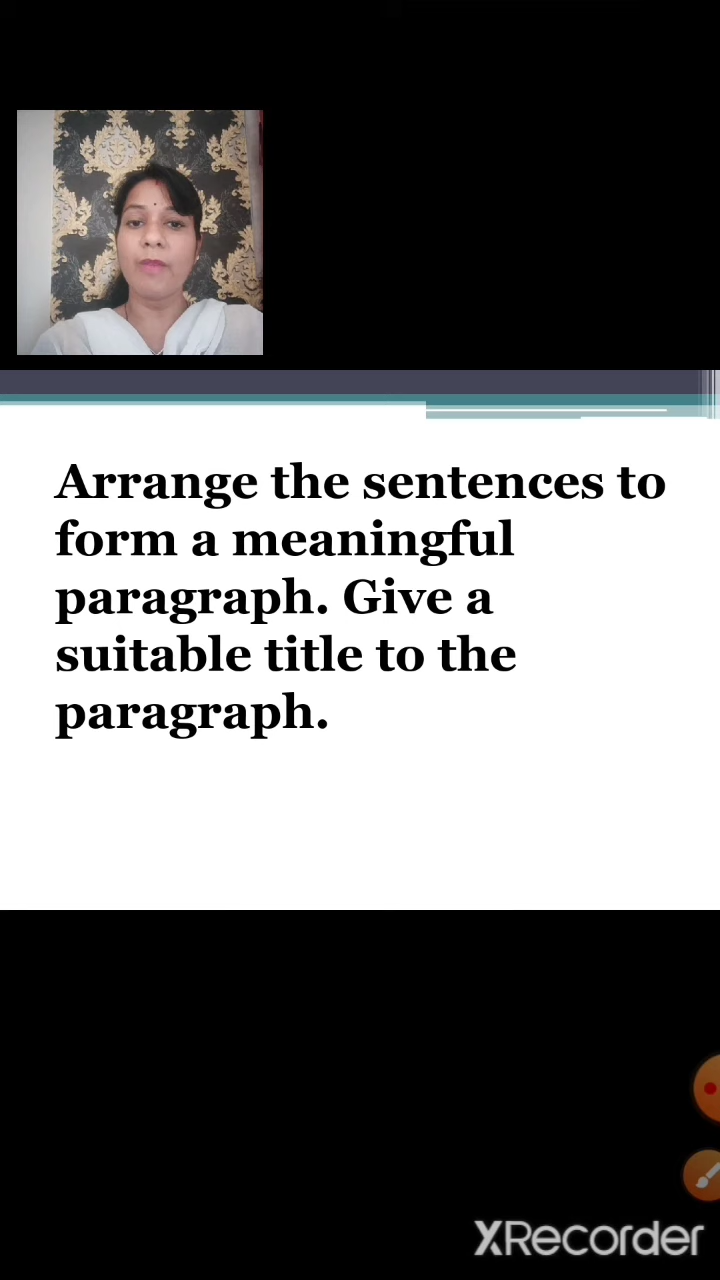 Arrange the sentences to
form a meaningful
paragraph. Give a
suitable title to the
paragraph.
XRecorder